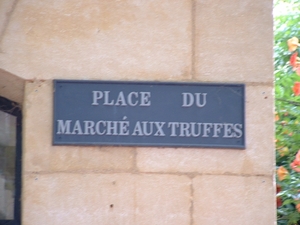 PLACE DU
MARCHÉ AUX TRUFFES